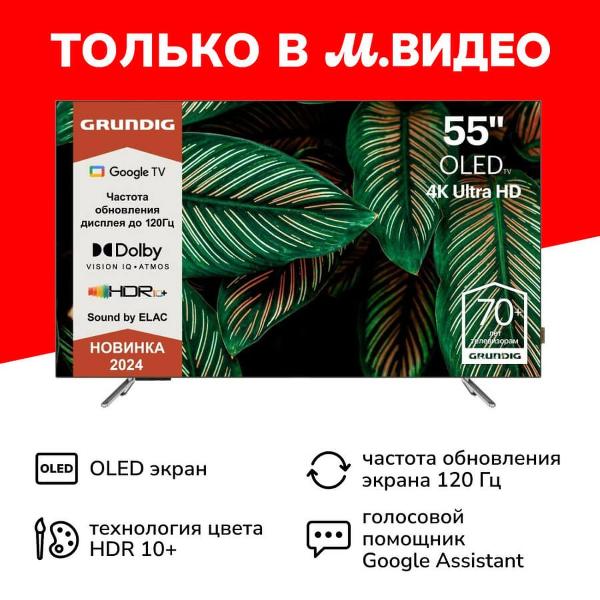 ТОЛЬКО В м.ВИДЕО
GRUNDIG
Google TV
Частота
обновления
дисплея до 120Гц
Dolby
VISION IQ·ATMOS
HDR10+
Sound by ELAC
НОВИНКА
2024
55"
OLED TV
4K Ultra HD
70+
лет
телевизорам
GRUNDIG
OLED
OLED экран
частота обновления
экрана 120 Гц
технология цвета
HDR 10+
голосовой
помощник
Google Assistant